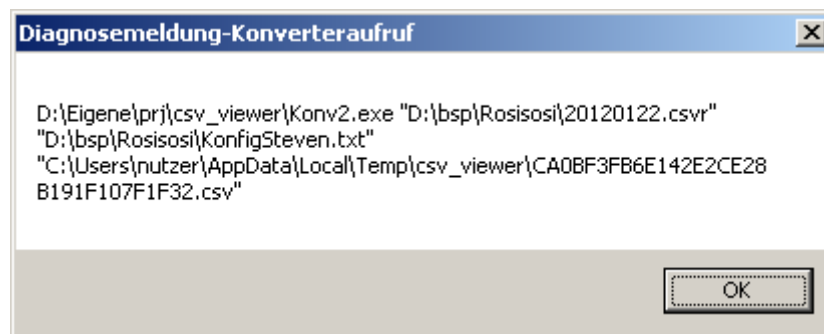 Diagnosemeldung-Konverteraufruf
D:\Eigene\prj\csv_viewer\Konv2.exe "D:\bsp\Rosisosi\20120122.csvr"
"D:\bsp\Rosisosi\KonfigSteven.txt"
"C:\Users\nutzer\AppData\Local\Temp\csv_viewer\CA0BF3FB6E142E2CE28
B191F107F1F32.csv"
OK